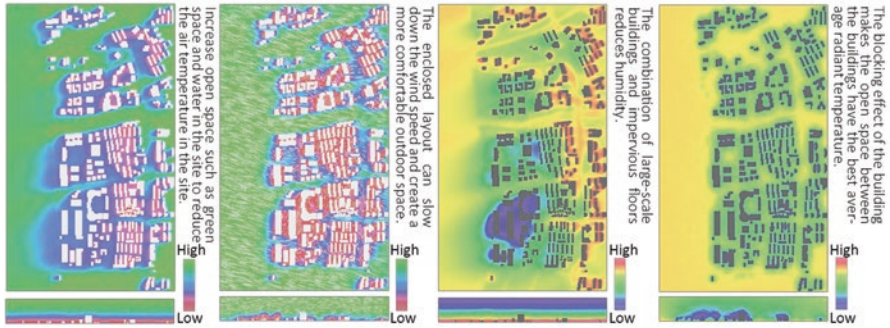 Increase open space such as green
space and water in the site to reduce
the air temperature in the site.
High
Low
The enclosed layout can slow
down the wind speed and create a
more comfortable outdoor space.
High
Low
The combination of large-scale
buildings and impervious floors
reduces humidity.
High
Low
The blocking effect of the building
makes the open space between
the buildings have the best aver-
age radiant temperature.
High
Low